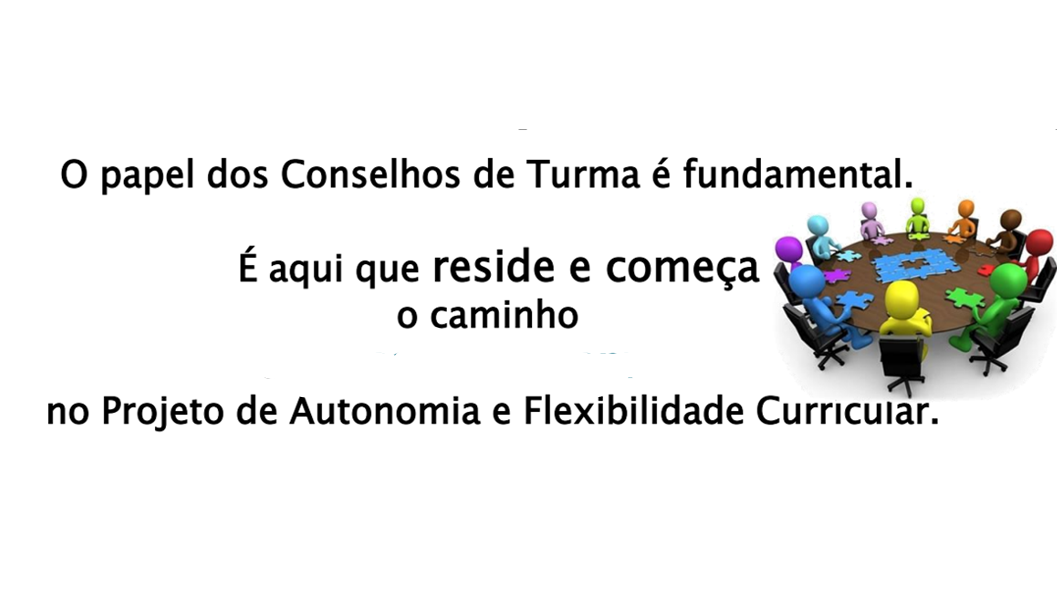 O papel dos Conselhos de Turma é fundamental.
É aqui que reside e começa
o caminho
no Projeto de Autonomia e Flexibilidade Curricular.